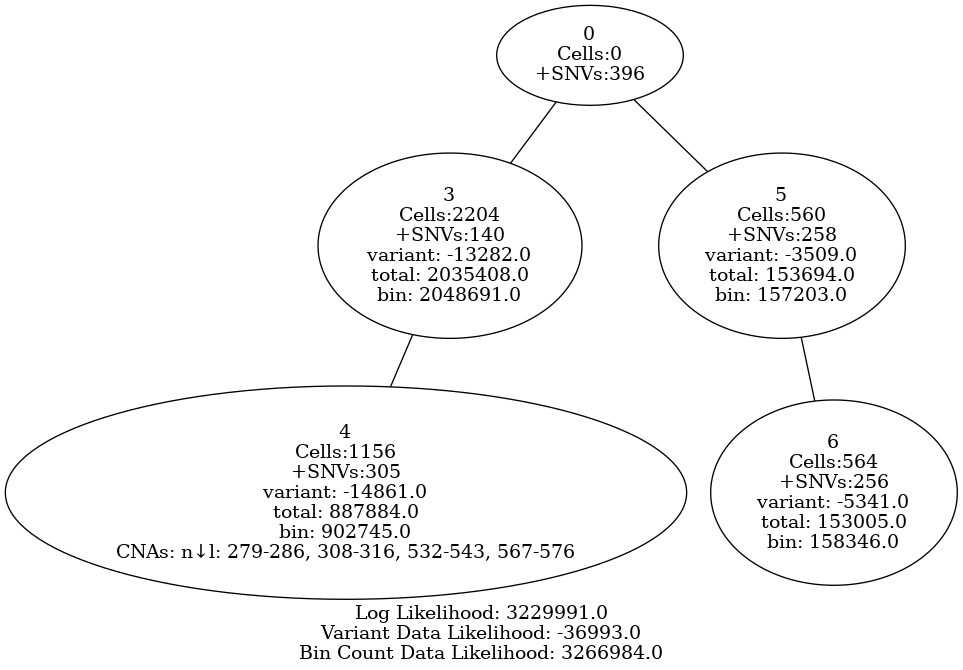 0
Cells:0
+SNVs:396
3
Cells:2204
+SNVs:140
variant: -13282.0
total: 2035408.0
bin: 2048691.0
5
Cells:560
+SNVs:258
variant: -3509.0
total: 153694.0
bin: 157203.0
4
Cells:1156
+SNVs:305
variant: -14861.0
total: 887884.0
bin: 902745.0
CNAs: n↓l: 279-286, 308-316, 532-543, 567-576
6
Cells:564
+SNVs:256
variant: -5341.0
total: 153005.0
bin: 158346.0
Log Likelihood: 3229991.0
Variant Data Likelihood: -36993.0
Bin Count Data Likelihood: 3266984.0